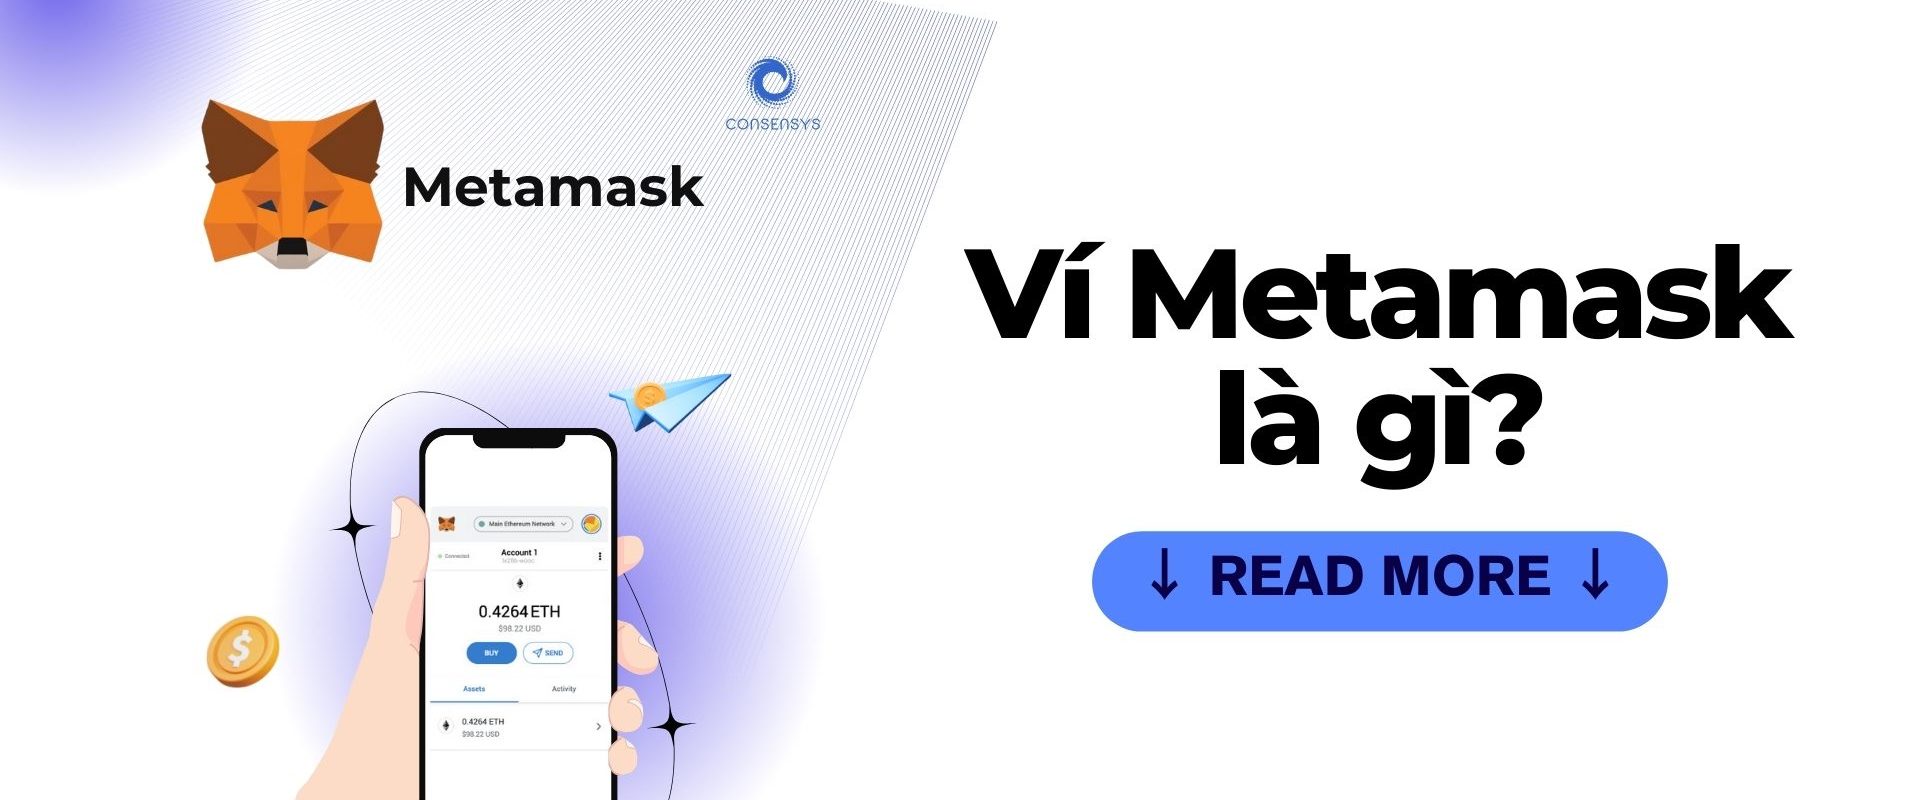 CONSENSYS
Metamask
Ví Metamask
là gì?
↓ READ MORE ↓
Main Ethereum Network
Connected
Account 1
0.4264 ETH
$98.22 USD
BUY
SEND
Assets
Activity
0.4264 ETH
$98.22 USD